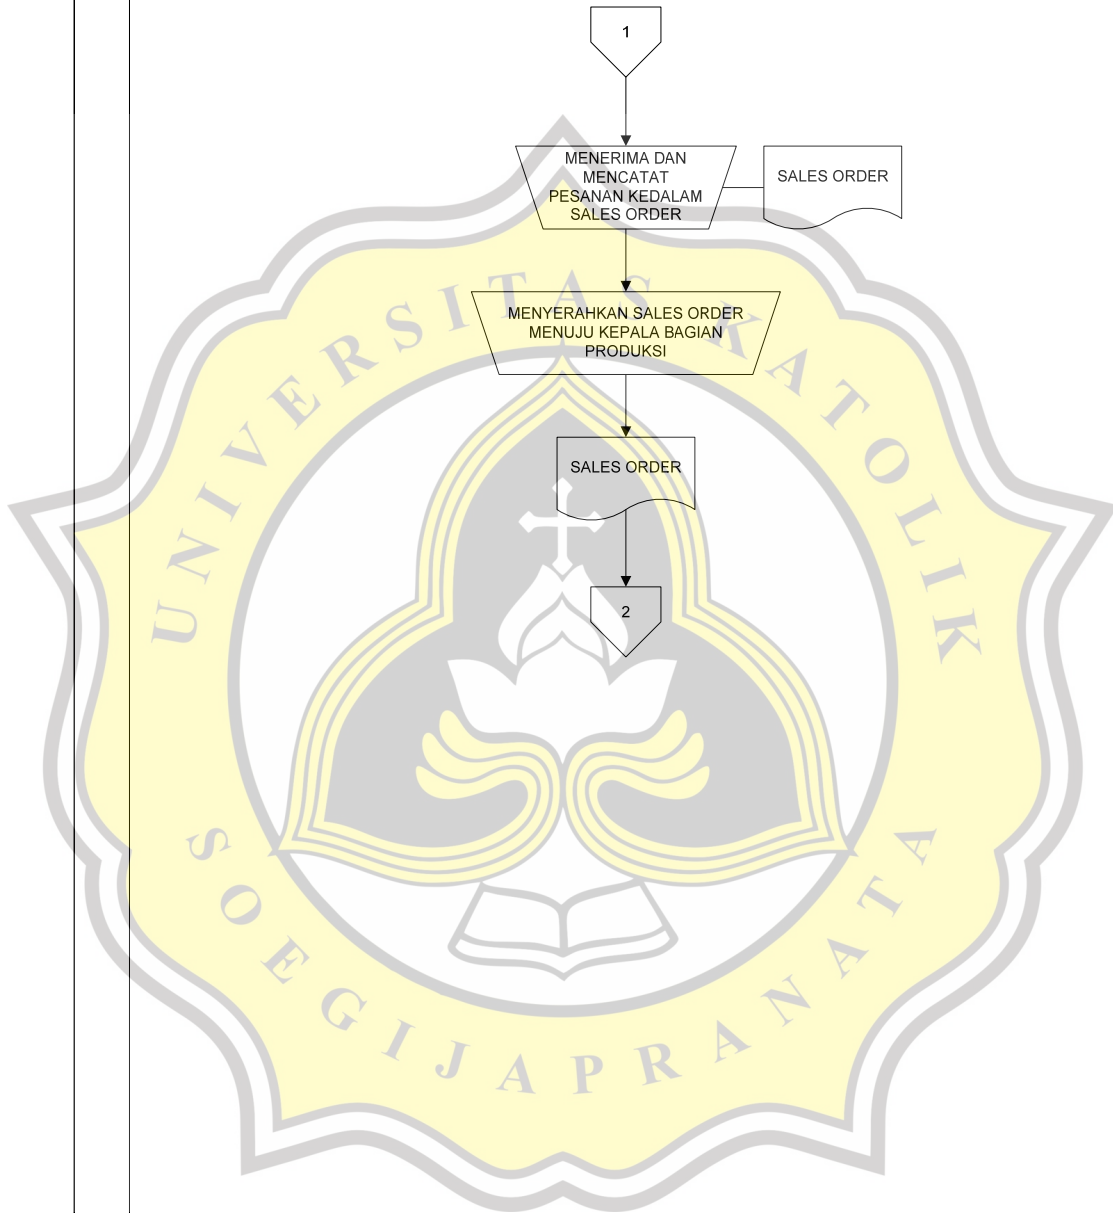 1
MENERIMA DAN
MENCATAT
PESANAN KEDALAM
SALES ORDER
SALES ORDER
MENYERAHKAN SALES ORDER
MENUJU KEPALA BAGIAN
PRODUKSI
SALES ORDER
2
UNIVERSITAS KATOLIK
SOEGIJAPRANATA